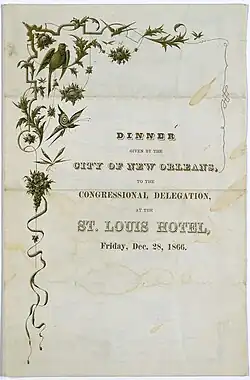 DINNER
GIVEN BY THE
CITY OF NEW ORLEANS,
TO THE
CONGRESSIONAL DELEGATION,
AT THE
ST. LOUIS HOTEL,
Friday, Dec. 28, 1866.